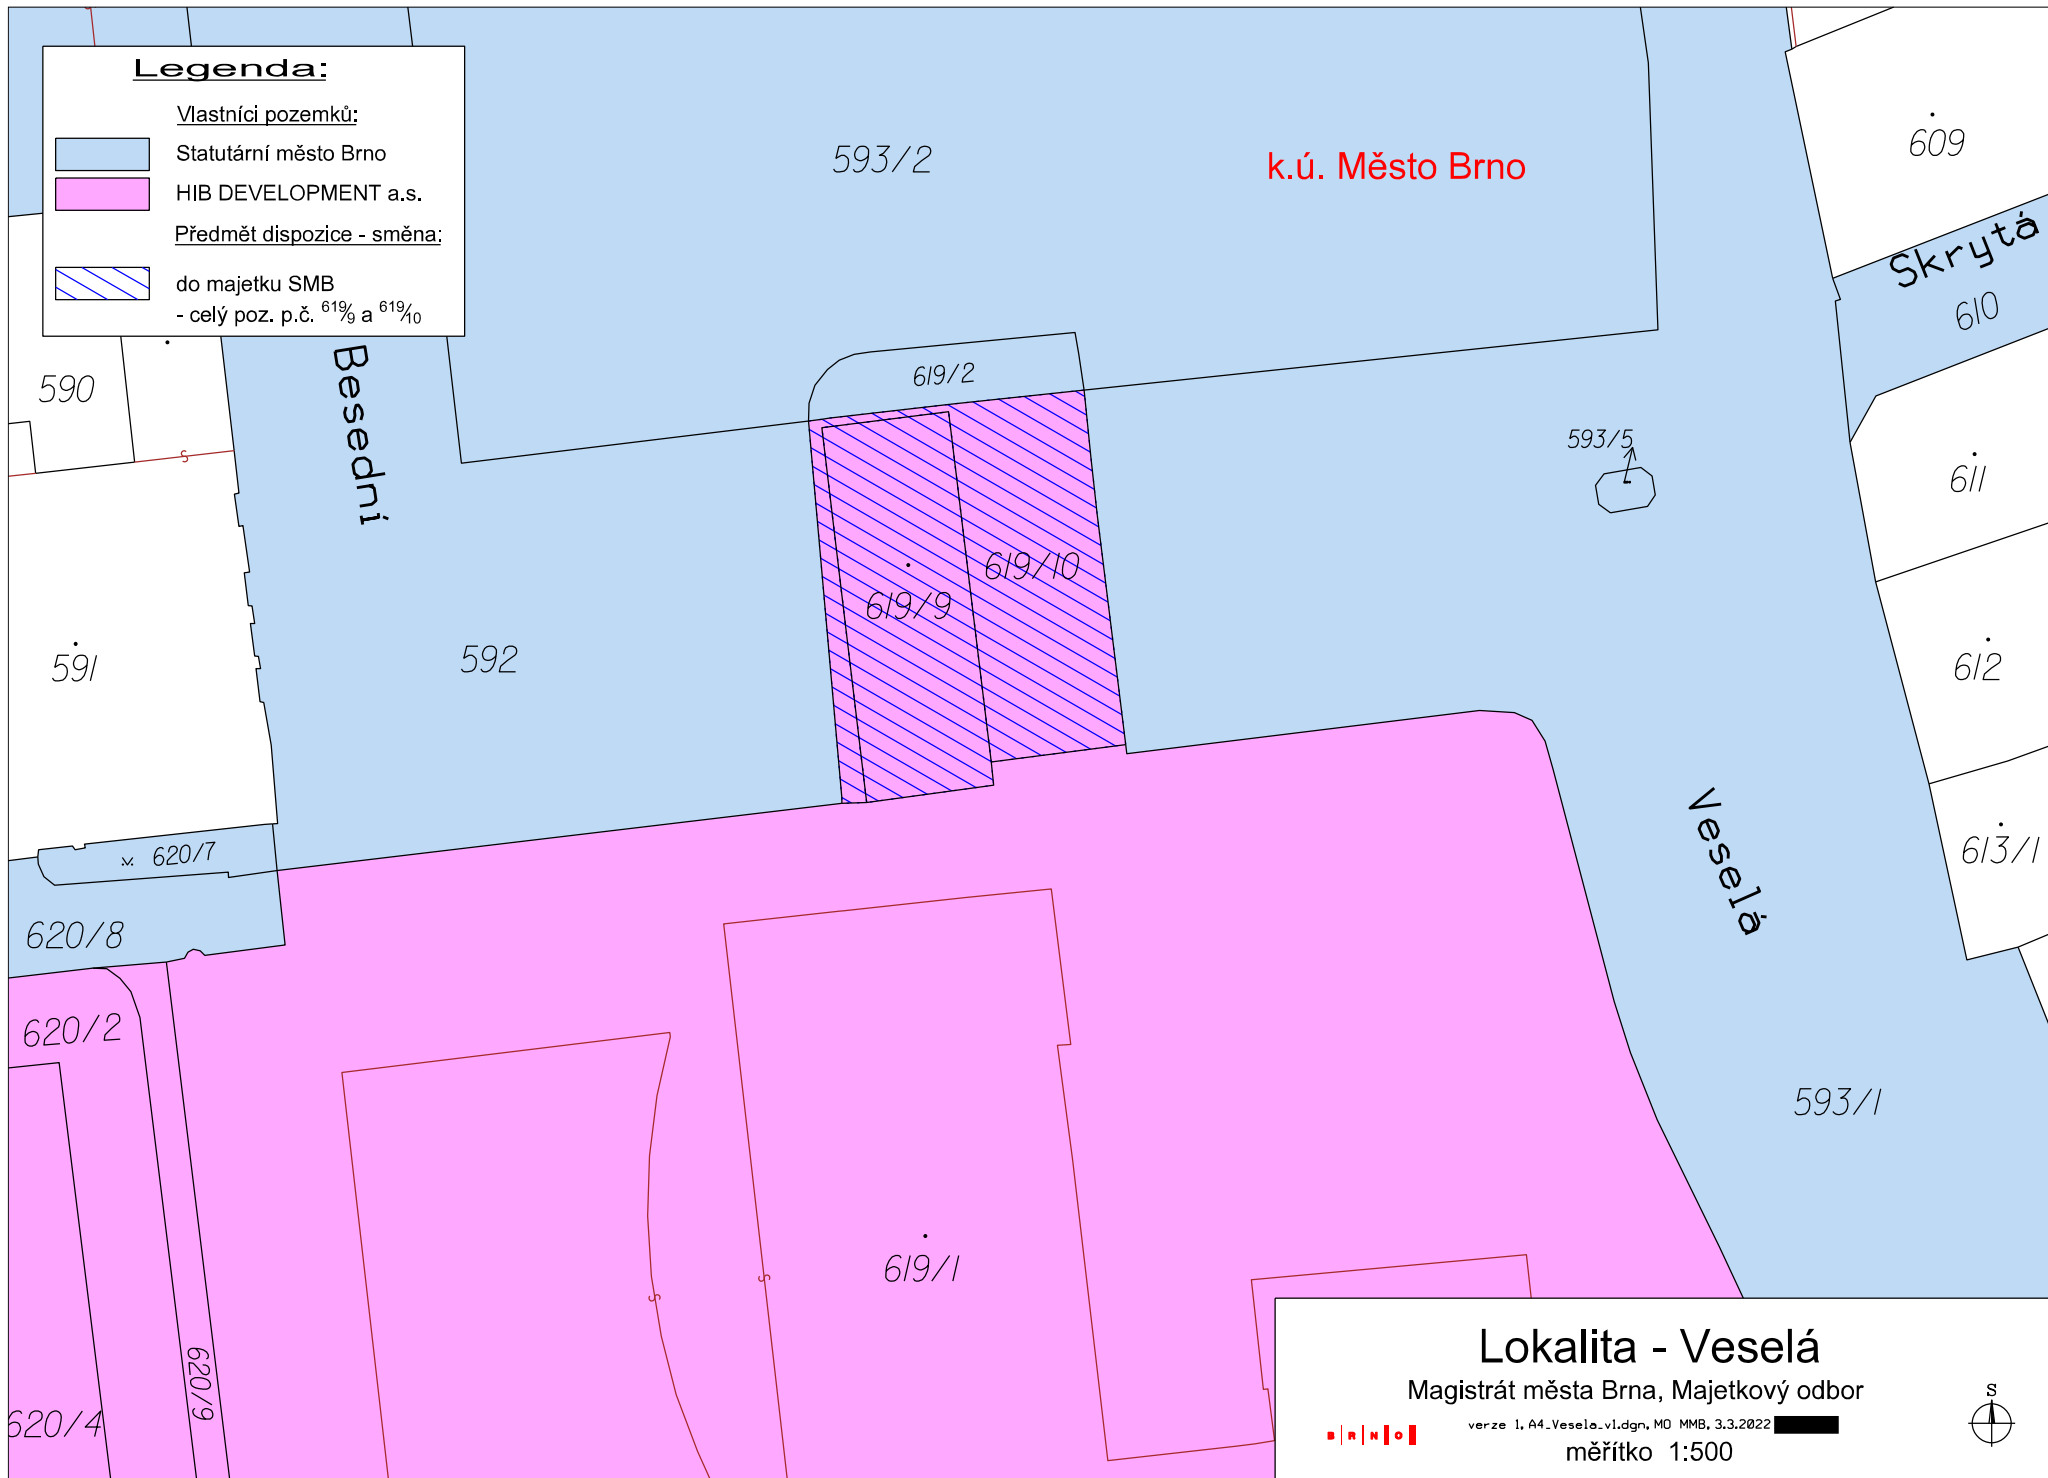 Legenda:
Vlastníci pozemků:
Statutární město Brno
HIB DEVELOPMENT a.s.
Předmět dispozice - směna:
do majetku SMB
- celý poz. p.č. 619/9 a 619/10
593/2
k.ú. Město Brno
609
Skrytá
610
590
Besední
619/2
593/5
611
619/10
619/9
591
592
612
Veselá
613/1
620/7
620/8
620/2
593/1
619/1
620/9
620/4
s
s
s
Lokalita - Veselá
Magistrát města Brna, Majetkový odbor
verze 1, A4_Vesela_v1.dgn, MO MMB, 3.3.2022
BRNO
měřítko 1:500
S